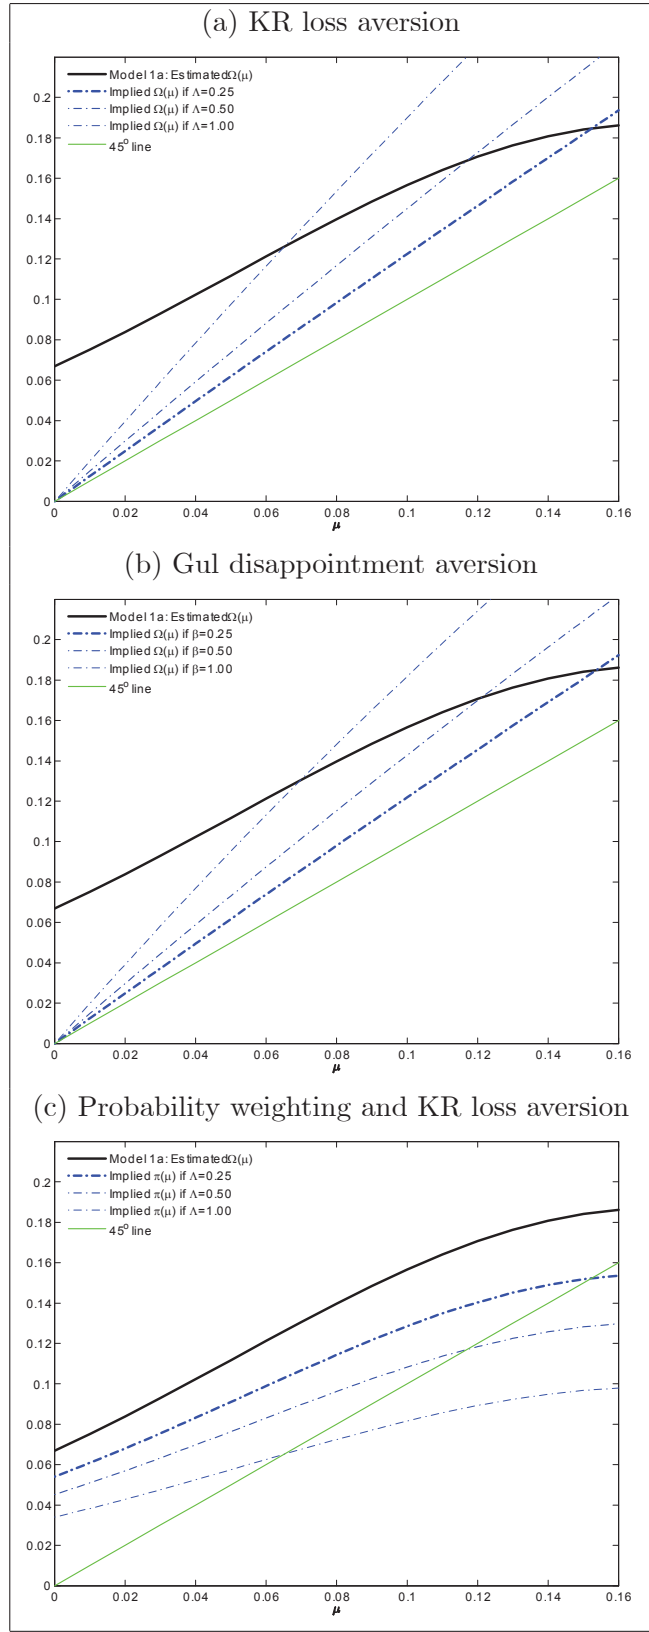 (a) KR loss aversion
0.2
0.18
0.16
0.14
0.12
0.1
0.08
0.06
0.04
0.02
0
Model 1a: EstimatedΩ(μ)
Implied Ω(μ) if Λ=0.25
Implied Ω(μ) if Λ=0.50
Implied Ω(μ) if Λ=1.00
45° line
0 0.02 0.04 0.06 0.08 0.1 0.12 0.14 0.16
μ
(b) Gul disappointment aversion
0.2
0.18
0.16
0.14
0.12
0.1
0.08
0.06
0.04
0.02
0
Model 1a: EstimatedΩ(μ)
Implied Ω(μ) if β=0.25
Implied Ω(μ) if β=0.50
Implied Ω(μ) if β=1.00
45° line
0 0.02 0.04 0.06 0.08 0.1 0.12 0.14 0.16
μ
(c) Probability weighting and KR loss aversion
0.2
0.18
0.16
0.14
0.12
0.1
0.08
0.06
0.04
0.02
0
Model 1a: EstimatedΩ(μ)
Implied π(μ) if Λ=0.25
Implied π(μ) if Λ=0.50
Implied π(μ) if Λ=1.00
45° line
0 0.02 0.04 0.06 0.08 0.1 0.12 0.14 0.16
μ